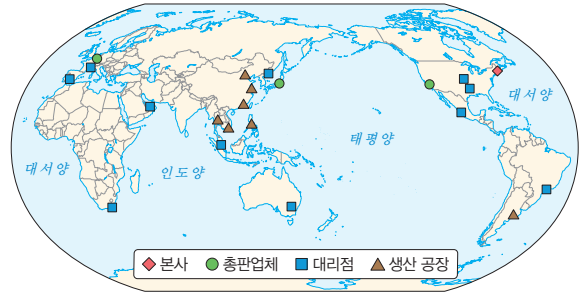 대서양
태평양
대서양
인도양
본사 총판업체 대리점 생산 공장